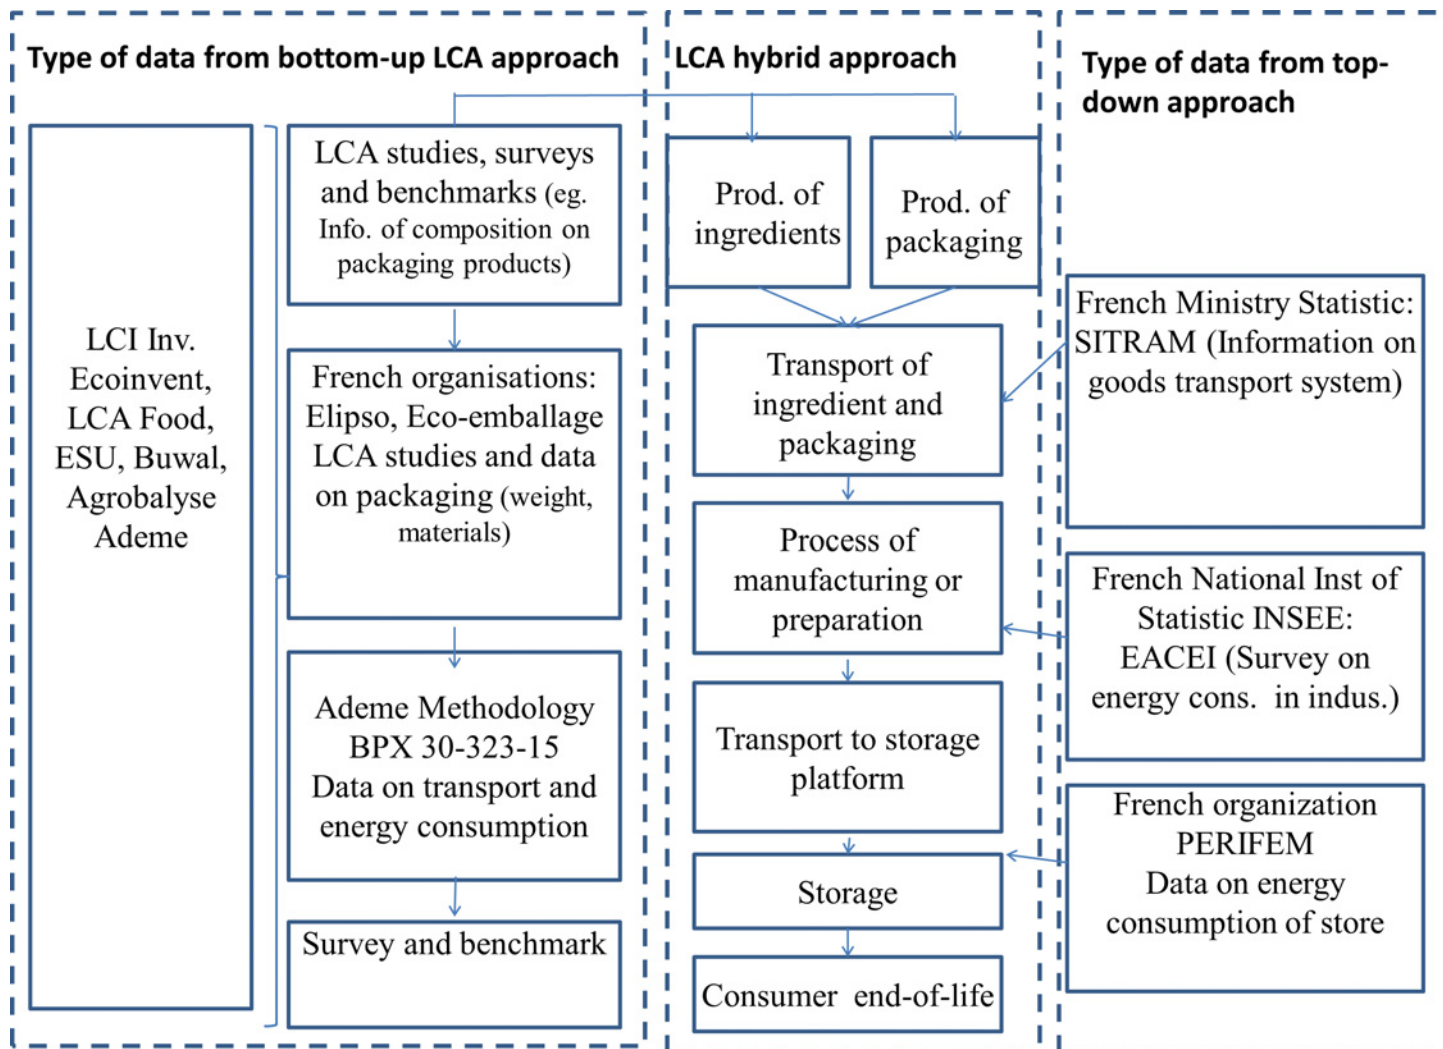 Type of data from bottom-up LCA approach
LCI Inv.
Ecoinvent,
LCA Food,
ESU, Buwal,
Agrobalyse
Ademe
LCA studies, surveys
and benchmarks (eg.
Info. of composition on
packaging products)
French organisations:
Elipso, Eco-emballage
LCA studies and data
on packaging (weight,
materials)
Ademe Methodology
BPX 30-323-15
Data on transport and
energy consumption
Survey and benchmark
LCA hybrid approach
Prod. of
ingredients
Prod. of
packaging
Transport of
ingredient and
packaging
Process of
manufacturing or
preparation
Transport to storage
platform
Storage
Consumer end-of-life
Type of data from top-
down approach
French Ministry Statistic:
SITRAM (Information on
goods transport system)
French National Inst of
Statistic INSEE:
EACEI (Survey on
energy cons. in indus.)
French organization
PERIFEM
Data on energy
consumption of store